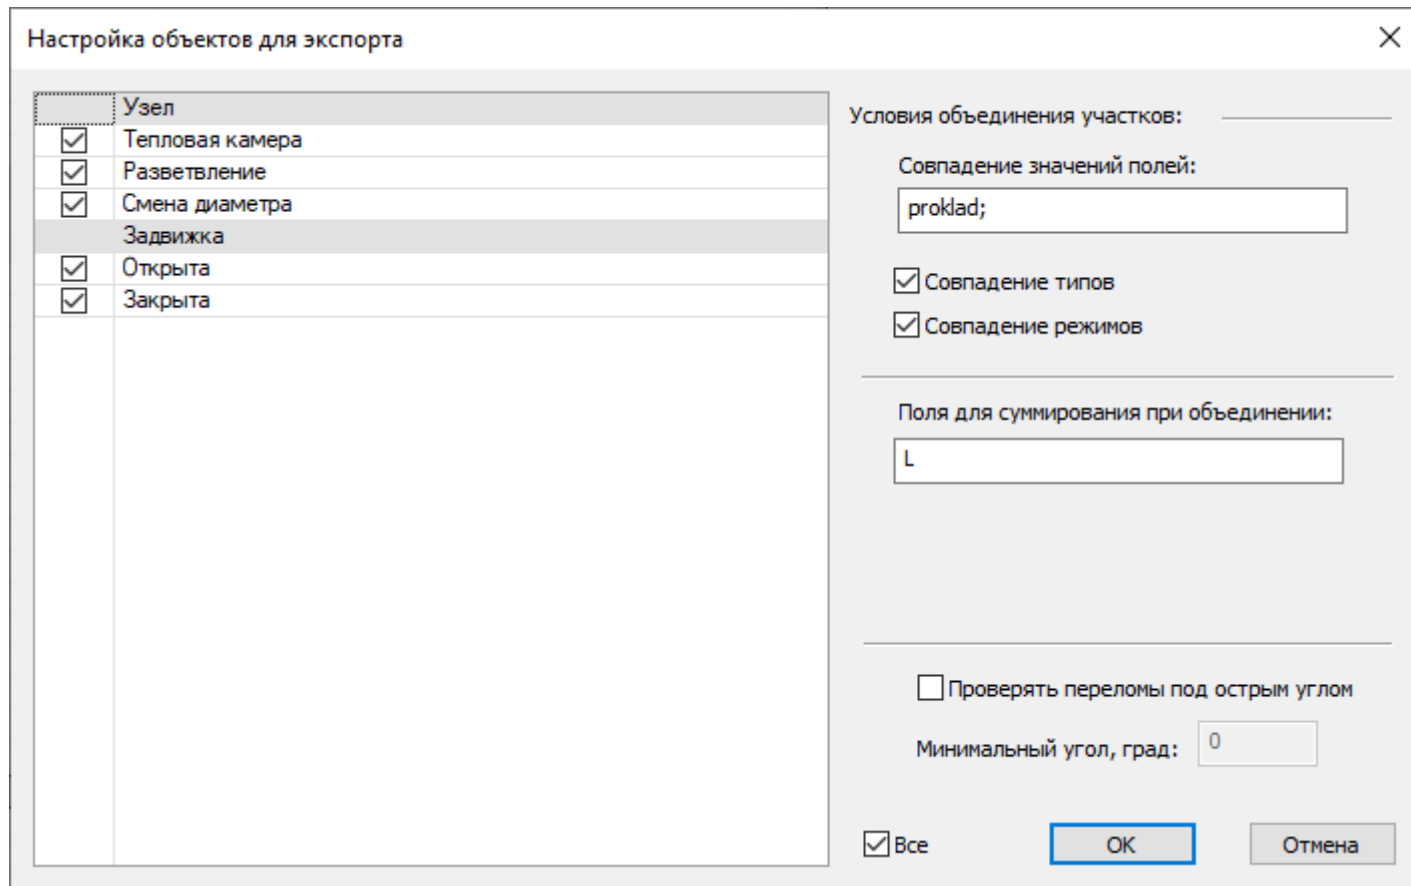 Настройка объектов для экспорта
Узел
Тепловая камера
Разветвление
Смена диаметра
Задвижка
Открыта
Закрыта
Условия объединения участков:
Совпадение значений полей:
proklad;
Совпадение типов
Совпадение режимов
Поля для суммирования при объединении:
L
Проверять переломы под острым углом
Минимальный угол, град: 0
Все
OK
Отмена